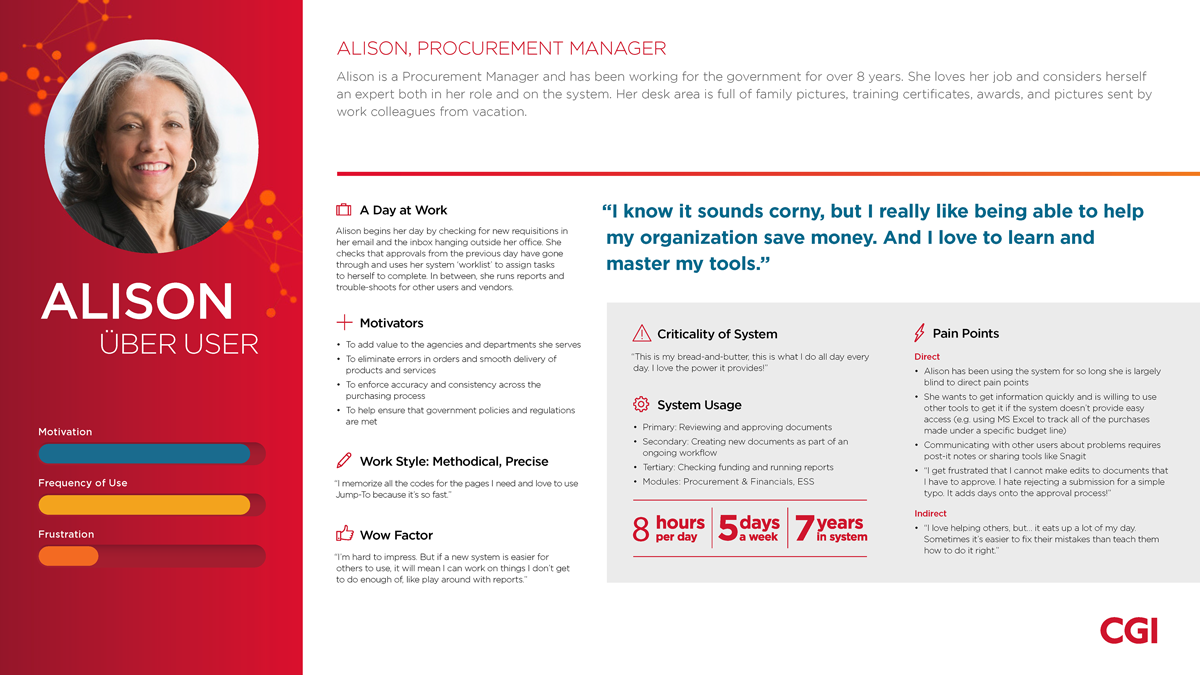 ALISON
ÜBER USER
Motivation
Frequency of Use
Frustration
ALISON, PROCUREMENT MANAGER
Alison is a Procurement Manager and has been working for the government for over 8 years. She loves her job and considers herself
an expert both in her role and on the system. Her desk area is full of family pictures, training certificates, awards, and pictures sent by
work colleagues from vacation.
A Day at Work
Alison begins her day by checking for new requisitions in
her email and the inbox hanging outside her office. She
checks that approvals from the previous day have gone
through and uses her system ‘worklist’ to assign tasks
to herself to complete. In between, she runs reports and
trouble-shoots for other users and vendors.
Motivators
• To add value to the agencies and departments she serves
• To eliminate errors in orders and smooth delivery of
products and services
• To enforce accuracy and consistency across the
purchasing process
• To help ensure that government policies and regulations
are met
Work Style: Methodical, Precise
“I memorize all the codes for the pages I need and love to use
Jump-To because it’s so fast.”
Wow Factor
“I’m hard to impress. But if a new system is easier for
others to use, it will mean I can work on things I don’t get
to do enough of, like play around with reports.”
“I know it sounds corny, but I really like being able to help
my organization save money. And I love to learn and
master my tools.”
Criticality of System
“This is my bread-and-butter, this is what I do all day every
day. I love the power it provides!”
System Usage
• Primary: Reviewing and approving documents
• Secondary: Creating new documents as part of an
ongoing workflow
• Tertiary: Checking funding and running reports
• Modules: Procurement & Financials, ESS
8 hours per day
5 days a week
7 years in system
Pain Points
Direct
• Alison has been using the system for so long she is largely
blind to direct pain points
• She wants to get information quickly and is willing to use
other tools to get it if the system doesn’t provide easy
access (e.g. using MS Excel to track all of the purchases
made under a specific budget line)
• Communicating with other users about problems requires
post-it notes or sharing tools like Snagit
• “I get frustrated that I cannot make edits to documents that
I have to approve. I hate rejecting a submission for a simple
typo. It adds days onto the approval process!”
Indirect
• “I love helping others, but... it eats up a lot of my day.
Sometimes it’s easier to fix their mistakes than teach them
how to do it right.”
CGI